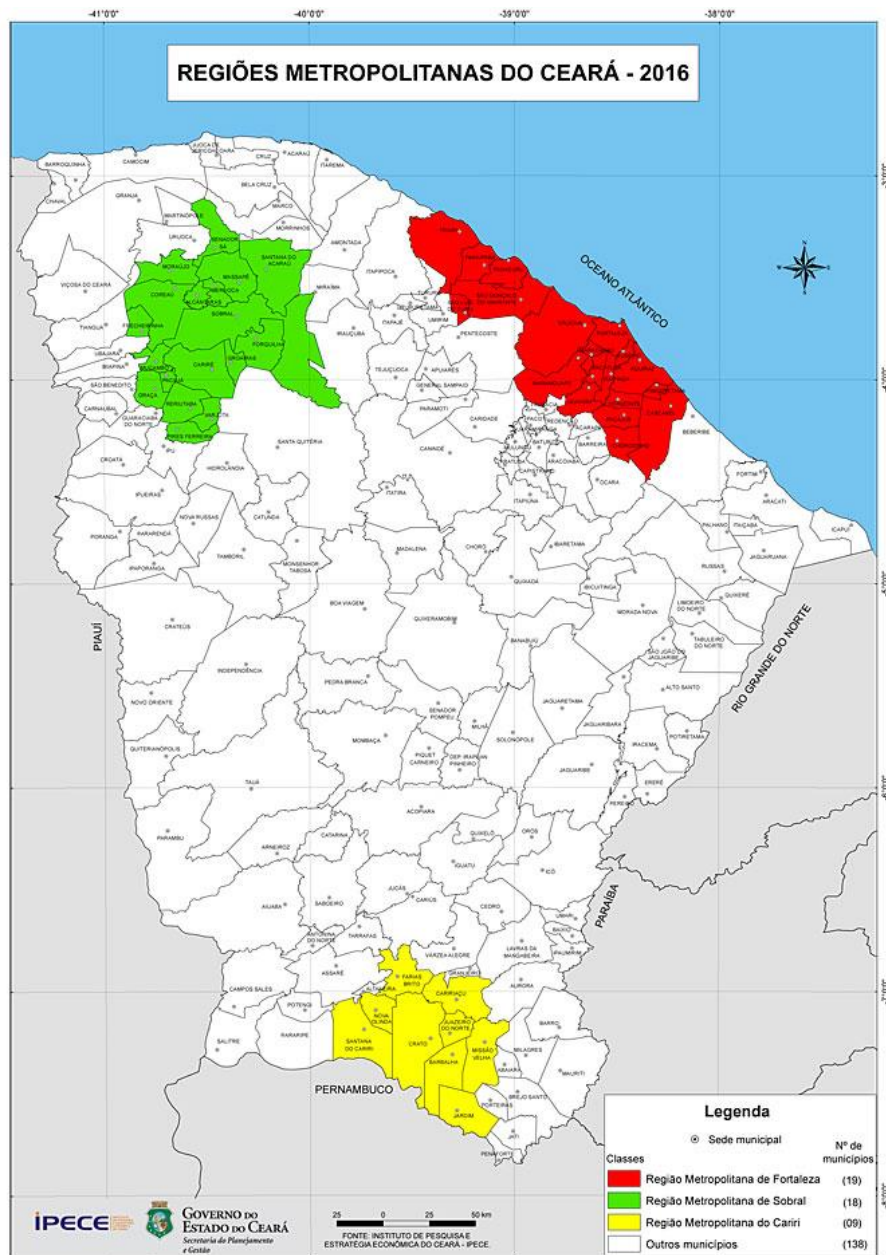 -41°0'0"
-40°0'0"
-39°0'0"
-38°0'0"
REGIÕES METROPOLITANAS DO CEARÁ - 2016
OCEANO ATLÂNTICO
BARROQUINHA
CAMOCIM
CRUZ
ACARAÚ
ITAREMA
CHAVAL
GRANJA
BELA CRUZ
MARCO
MARTINÓPOLE
MORRINHOS
URUOCA
SENADOR
SÁ
SANTANA DO
ACARAÚ
AMONTADA
MORAÚJO
MASSAPÊ
ITAPIPOCA
VIÇOSA DO CEARÁ
COREAÚ
MERUOCA
ALCÂNTARAS
MIRAÍMA
SOBRAL
TIANGUÁ
FRECHEIRINHA
IRAUÇUBA
ITAPAJÉ
UMIRIM
PENTECOSTE
FORQUILHA
UBAJARA
IBIAPINA
MUCAMBO
CARIRÉ
GROAÍRAS
TEJUÇUOCA
APUIARÉS
GENERAL SAMPAIO
SÃO BENEDITO
PACUJÁ
GRAÇA
CARNAUBAL
RERIUTABA
VARJOTA
GUARACIABA
DO NORTE
PIRES FERREIRA
PARAMOTI
CARIDADE
BEBERIBE
IPÚ
SANTA QUITÉRIA
CANINDÉ
CROATÁ
HIDROLÂNDIA
OCARA
FORTIM
ARACATI
IPUEIRAS
CATUNDA
ITATIRA
ITAPIÚNA
NOVA RUSSAS
PORANGA
ARARENDÁ
TAMBORIL
MONSENHOR
TABOSA
MADALENA
CHORÓ
IBARETAMA
PALHANO
ITAIÇABA
ICAPUÍ
JAGUARUANA
IPAPORANGA
RUSSAS
QUIXADÁ
IBICUITINGA
QUIXERÉ
BOA VIAGEM
QUIXERAMOBIM
MORADA NOVA
LIMOEIRO
DO NORTE
CRATEÚS
PIAUÍ
BANABUIÚ
TABULEIRO
DO NORTE
SÃO JOÃO DO
JAGUARIBE
RIO GRANDE DO NORTE
INDEPENDÊNCIA
PEDRA BRANCA
ALTO SANTO
NOVO ORIENTE
SENADOR
POMPEU
JAGUARETAMA
MILHÃ
JAGUARIBARA
SOLONÓPOLE
POTIRETAMA
QUITERIANÓPOLIS
MOMBAÇA
PIQUET
CARNEIRO
DEP. IRAPUAN
PINHEIRO
IRACEMA
JAGUARIBE
TAUÁ
ERERÉ
PEREIRO
ACOPIARA
PARAMBU
CATARINA
QUIXELÔ
ORÓS
ARNEIROZ
IGUATU
ICÓ
PARAÍBA
AIUABA
SABOEIRO
JUCÁS
CARIÚS
CEDRO
UMARI
BAIXIO
IPAUMIRIM
ANTONINA
DO NORTE
TARRAFAS
VÁRZEA ALEGRE
LAVRAS DA
MANGABEIRA
ASSARÉ
GRANJEIRO
CAMPOS SALES
FARIAS
BRITO
CARIRIAÇU
AURORA
ALTANEIRA
POTENGI
NOVA
OLINDA
JUAZEIRO
DO NORTE
BARRO
ARARIPE
SALITRE
SANTANA
DO CARIRI
CRATO
MISSÃO
VELHA
BARBALHA
MILAGRES
ABAIARA
MAURITI
PERNAMBUCO
BREJO SANTO
PORTEIRAS
JARDIM
JATI
PENAFORTE
Legenda
Sede municipal
Classes
Nº de
municípios
Região Metropolitana de Fortaleza (19)
Região Metropolitana de Sobral (18)
Região Metropolitana do Cariri (09)
Outros municípios (138)
IPECE
GOVERNO DO
ESTADO DO CEARÁ
Secretaria do Planejamento
e Gestão
25 0 25 50 km
FONTE: INSTITUTO DE PESQUISA E
ESTRATÉGIA ECONÔMICA DO CEARÁ - IPECE.